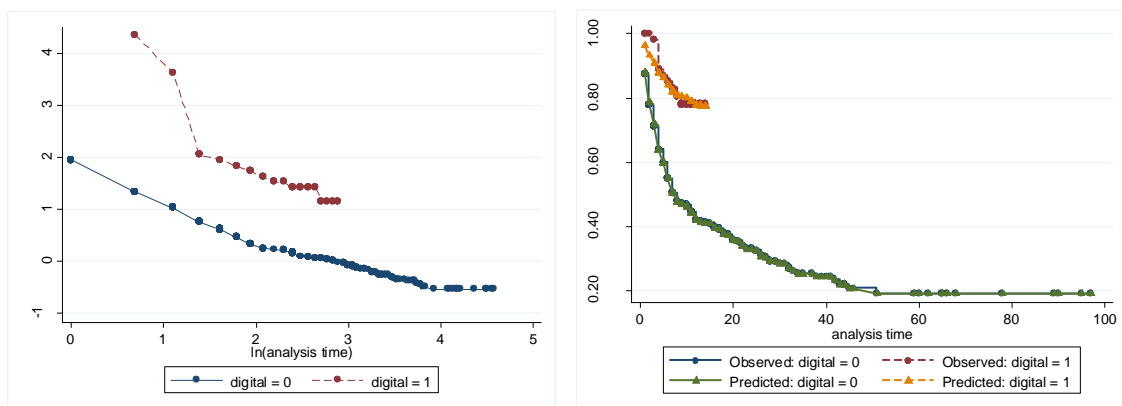 4
3
2
1
0
-1
0
1
2
3
4
5
ln(analysis time)
digital = 0
digital = 1
1.00
0.80
0.60
0.40
0.20
0
20
40
60
80
100
analysis time
Observed: digital = 0
Observed: digital = 1
Predicted: digital = 0
Predicted: digital = 1